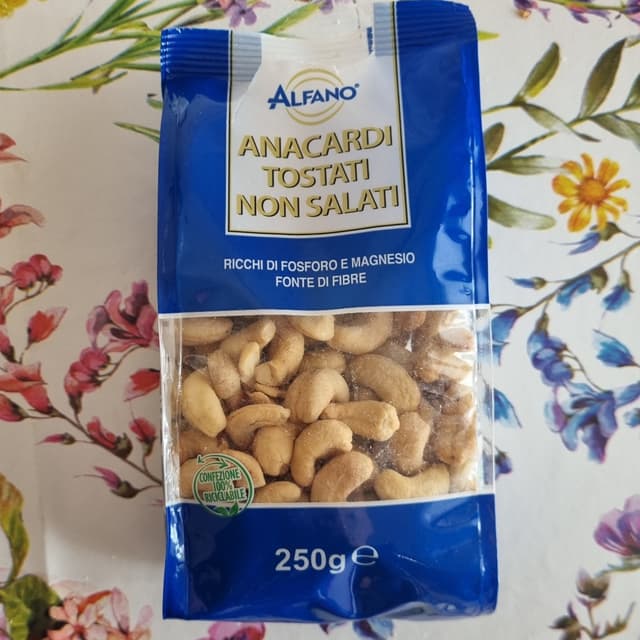 ALFANO®
ANACARDI
TOSTATI
NON SALATI
RICCHI DI FOSFORO E MAGNESIO
FONTE DI FIBRE
CONFEZIONE
100%
RICICLABILE
250g ℮